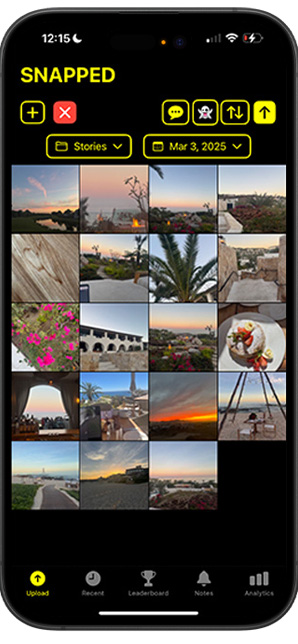 12:15
SNAPPED
Stories
Mar 3, 2025
Upload
Recent
Leaderboard
Notes
Analytics